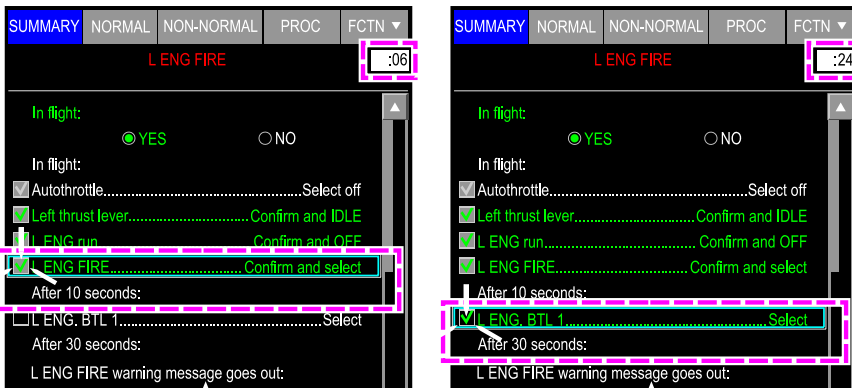 SUMMARY NORMAL NON-NORMAL PROC FCTN ▼
L ENG FIRE :06
In flight:
YES NO
In flight:
Autothrottle Select off
Left thrust lever Confirm and IDLE
L ENG run Confirm and OFF
L ENG FIRE Confirm and select
After 10 seconds:
L ENG. BTL 1 Select
After 30 seconds:
L ENG FIRE warning message goes out:
SUMMARY NORMAL NON-NORMAL PROC FCTN ▼
L ENG FIRE :24
In flight:
YES NO
In flight:
Autothrottle Select off
Left thrust lever Confirm and IDLE
L ENG run Confirm and OFF
L ENG FIRE Confirm and select
After 10 seconds:
L ENG. BTL 1 Select
After 30 seconds:
L ENG FIRE warning message goes out: